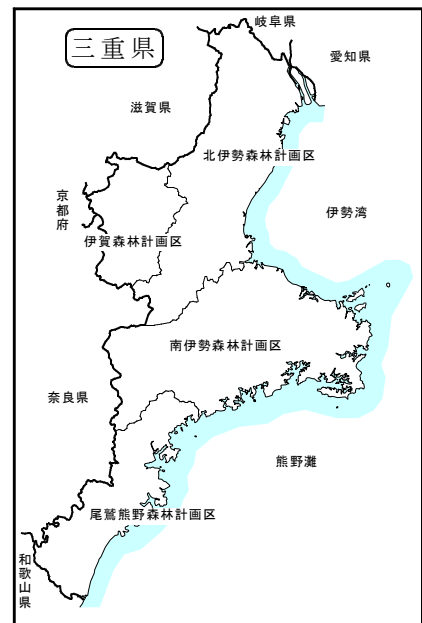 岐阜県
三重県
愛知県
滋賀県
北伊勢森林計画区
京都府
伊勢湾
伊賀森林計画区
南伊勢森林計画区
奈良県
熊野灘
尾鷲熊野森林計画区
和歌山県